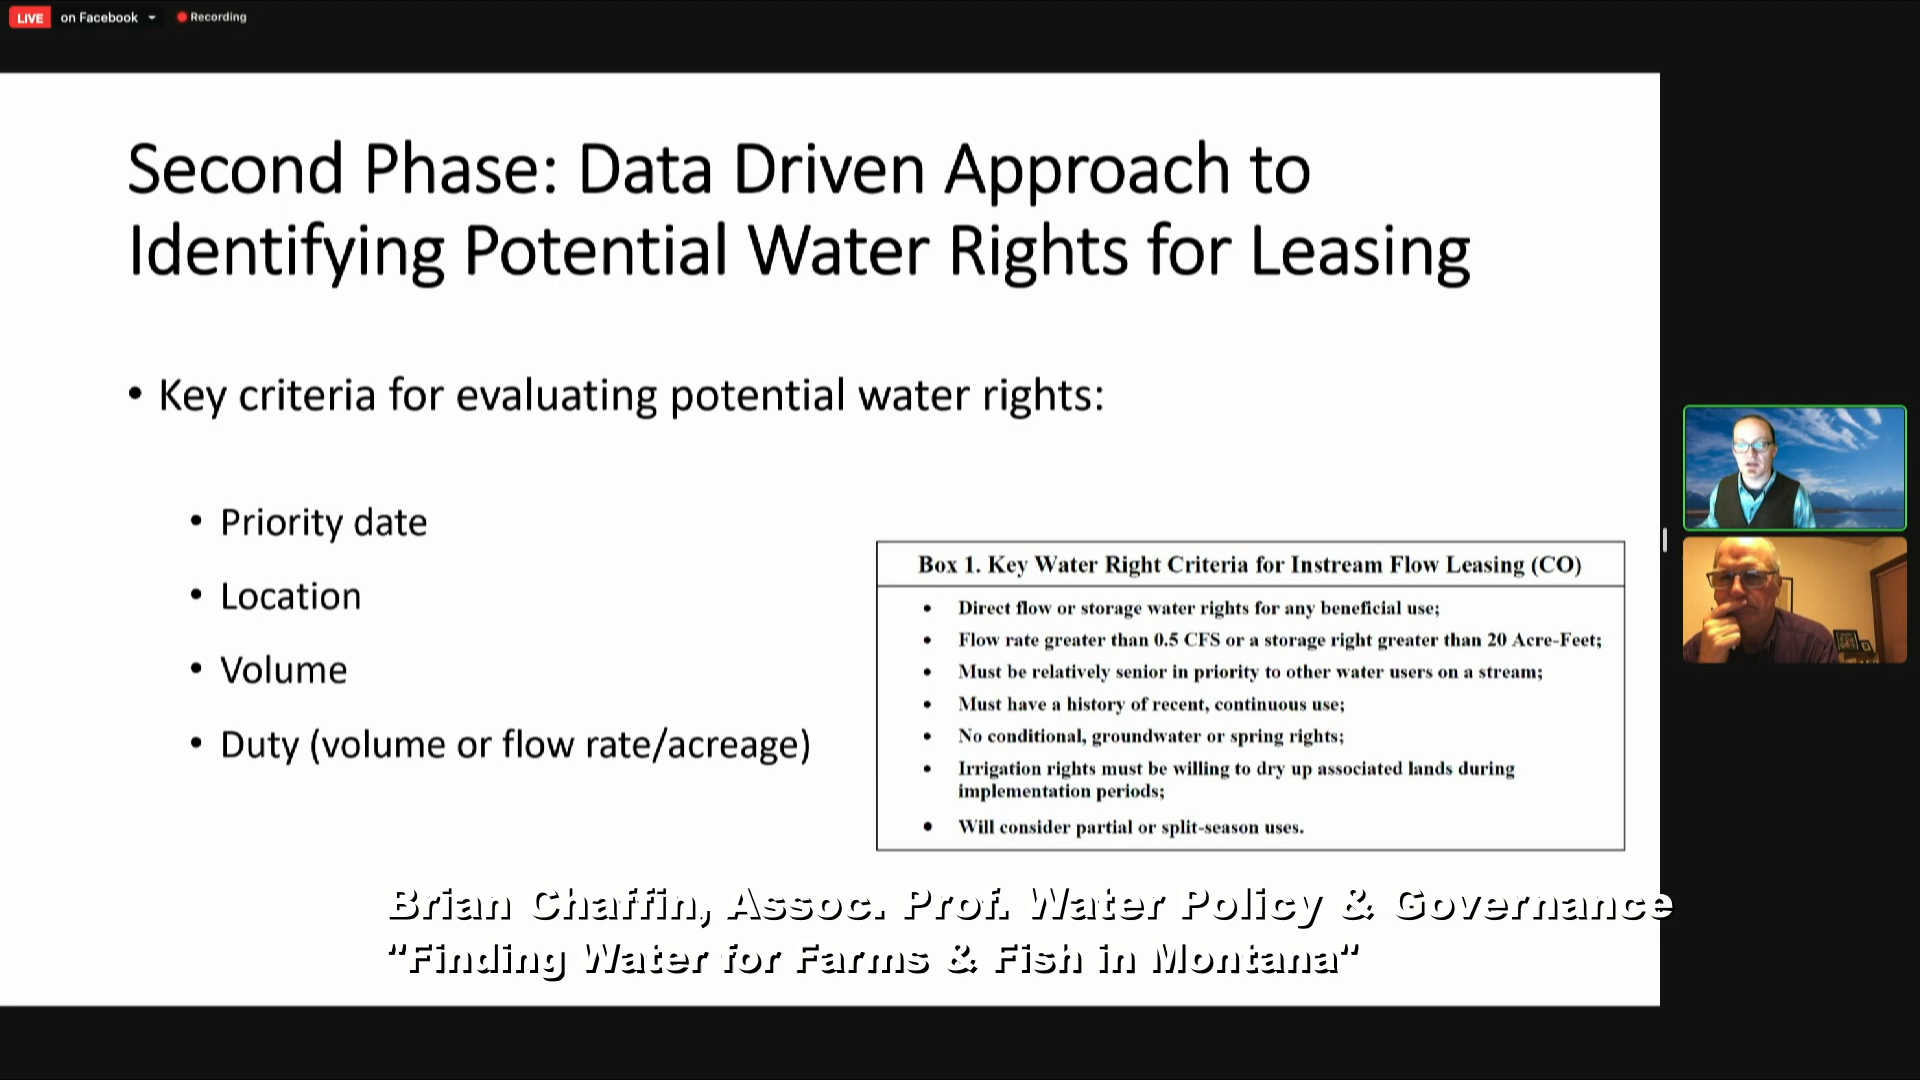 LIVE on Facebook Recording
Second Phase: Data Driven Approach to
Identifying Potential Water Rights for Leasing
• Key criteria for evaluating potential water rights:
• Priority date
• Location
• Volume
• Duty (volume or flow rate/acreage)
Box 1. Key Water Right Criteria for Instream Flow Leasing (CO)
• Direct flow or storage water rights for any beneficial use;
• Flow rate greater than 0.5 CFS or a storage right greater than 20 Acre-Feet;
• Must be relatively senior in priority to other water users on a stream;
• Must have a history of recent, continuous use;
• No conditional, groundwater or spring rights;
• Irrigation rights must be willing to dry up associated lands during
implementation periods;
• Will consider partial or split-season uses.
Brian Chaffin, Assoc. Prof. Water Policy & Governance
"Finding Water for Farms & Fish in Montana"